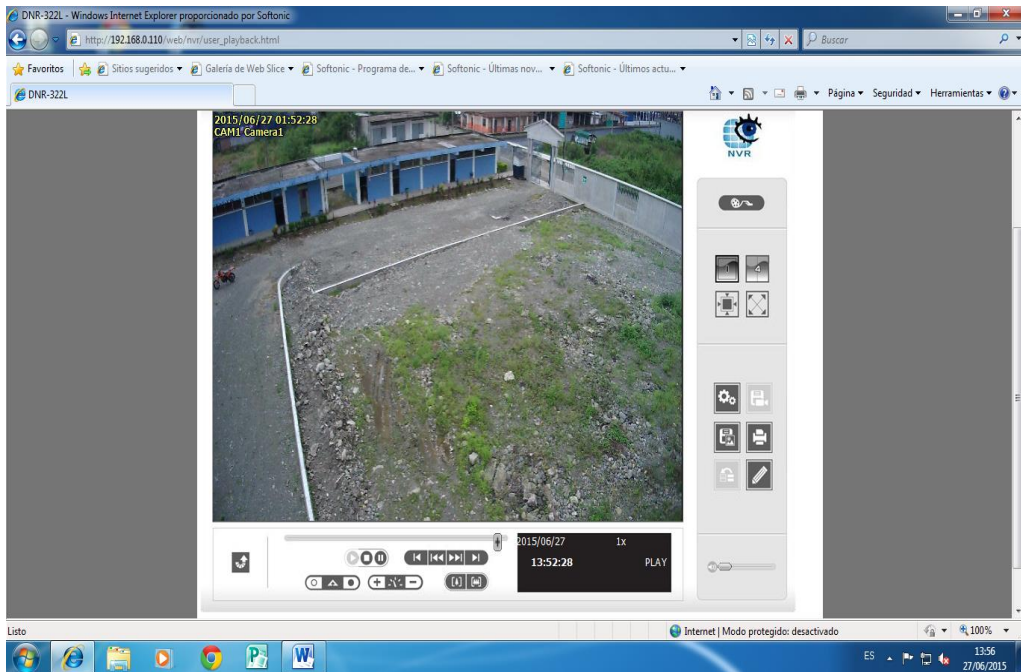 DNR-322L - Windows Internet Explorer proporcionado por Softonic
http://192.168.0.110/web/nvr/user_playback.html
Buscar
Favoritos Sitios sugeridos Galería de Web Slice Softonic - Programa de... Softonic - Últimas nov... Softonic - Últimos actu...
DNR-322L
Página Seguridad Herramientas
2015/06/27 01:52:28
CAM1 Camera1
NVR
1 4
2015/06/27 1x
13:52:28 PLAY
Listo
Internet | Modo protegido: desactivado
100%
ES
13:56
27/06/2015